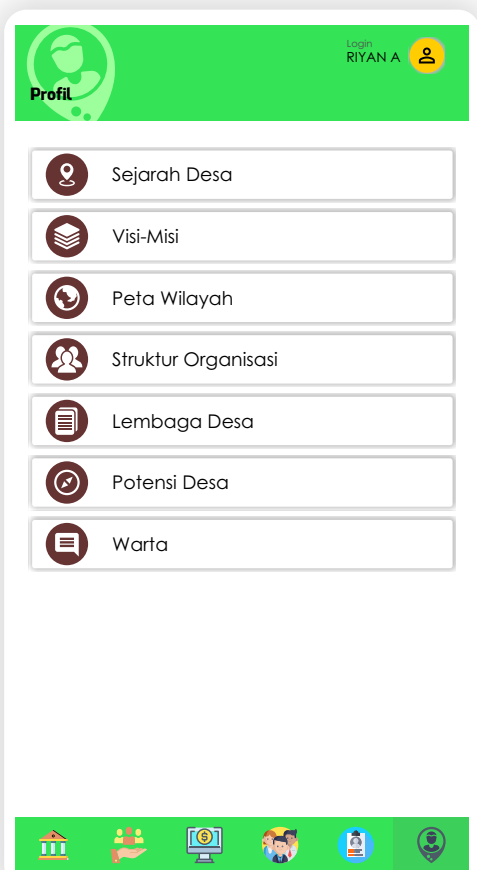 Login
RIYAN A
Profil
Sejarah Desa
Visi-Misi
Peta Wilayah
Struktur Organisasi
Lembaga Desa
Potensi Desa
Warta